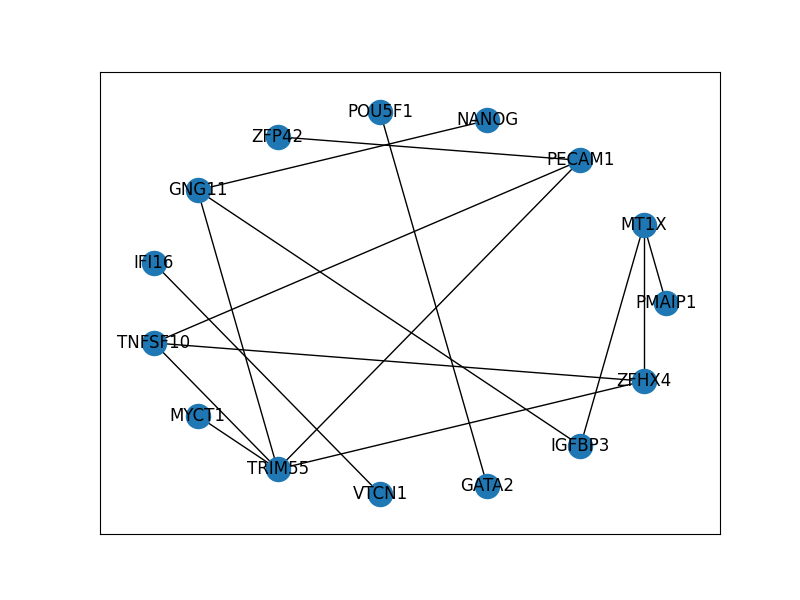 POU5F1
NANOG
ZFP42
PECAM1
GNG11
MT1X
IFI16
PMAIP1
TNFSF10
ZFHX4
MYCT1
IGFBP3
TRIM55
GATA2
VTCN1